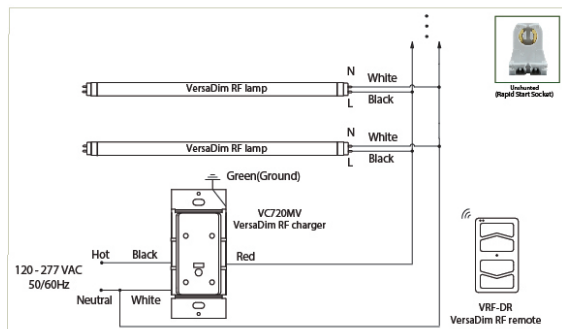 N
White
VersaDim RF lamp
L
Black
Unshunted
(Rapid Start Socket)
N
White
VersaDim RF lamp
L
Black
Green(Ground)
VC720MV
VersaDim RF charger
Hot
Black
Red
120 - 277 VAC
50/60Hz
Neutral
White
VRF-DR
VersaDim RF remote